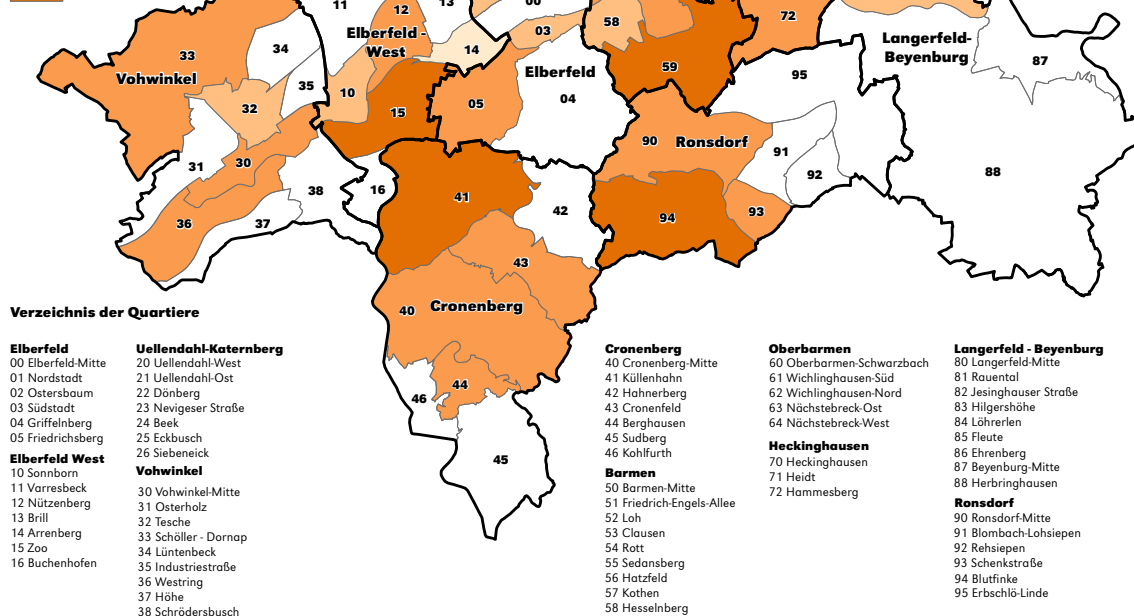 11
12
13
00
58
72
33
34
Elberfeld -
West
14
03
Elberfeld
04
59
Langerfeld-
Beyenburg
87
Vohwinkel
35
10
32
15
05
95
31
30
90
Ronsdorf
91
92
88
38
16
41
42
94
93
36
37
43
40
Cronenberg
44
46
45
Verzeichnis der Quartiere
Elberfeld
00 Elberfeld-Mitte
01 Nordstadt
02 Ostersbaum
03 Südstadt
04 Griffelnberg
05 Friedrichsberg
Elberfeld West
10 Sonnborn
11 Varresbeck
12 Nützenberg
13 Brill
14 Arrenberg
15 Zoo
16 Buchenhofen
Uellendahl-Katernberg
20 Uellendahl-West
21 Uellendahl-Ost
22 Dönberg
23 Nevigeser Straße
24 Beek
25 Eckbusch
26 Siebeneick
Vohwinkel
30 Vohwinkel-Mitte
31 Osterholz
32 Tesche
33 Schöller - Dornap
34 Lüntenbeck
35 Industriestraße
36 Westring
37 Höhe
38 Schrödersbusch
Cronenberg
40 Cronenberg-Mitte
41 Küllenhahn
42 Hahnerberg
43 Cronenfeld
44 Berghausen
45 Sudberg
46 Kohlfurth
Barmen
50 Barmen-Mitte
51 Friedrich-Engels-Allee
52 Loh
53 Clausen
54 Rott
55 Sedansberg
56 Hatzfeld
57 Kothen
58 Hesselnberg
Oberbarmen
60 Oberbarmen-Schwarzbach
61 Wichlinghausen-Süd
62 Wichlinghausen-Nord
63 Nächstebreck-Ost
64 Nächstebreck-West
Heckinghausen
70 Heckinghausen
71 Heidt
72 Hammesberg
Langerfeld - Beyenburg
80 Langerfeld-Mitte
81 Rauental
82 Jesinghauser Straße
83 Hilgershöhe
84 Löhrerlen
85 Fleute
86 Ehrenberg
87 Beyenburg-Mitte
88 Herbringhausen
Ronsdorf
90 Ronsdorf-Mitte
91 Blombach-Lohsiepen
92 Rehsiepen
93 Schenkstraße
94 Blutfinke
95 Erbschlö-Linde